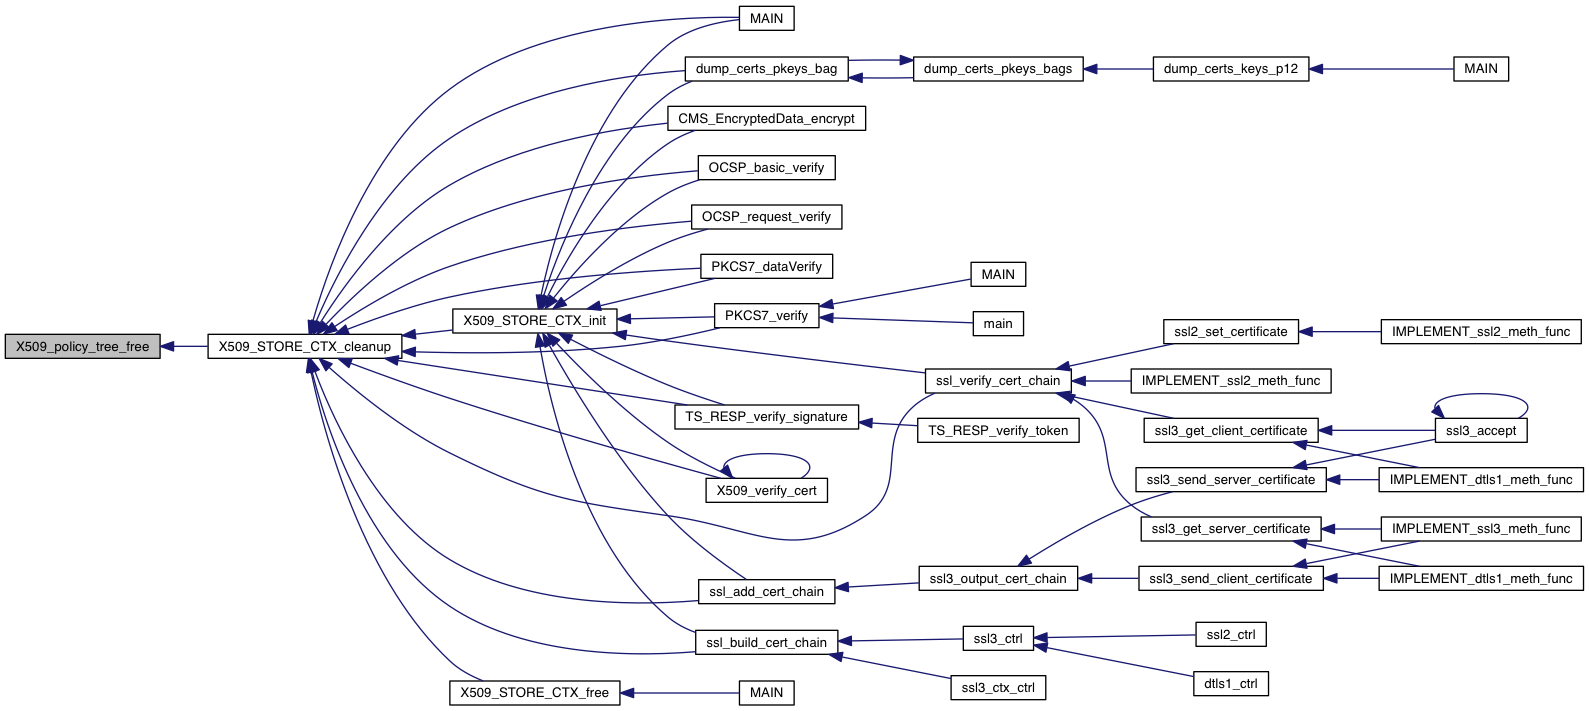 MAIN
dump_certs_pkeys_bag
dump_certs_pkeys_bags
dump_certs_keys_p12
MAIN
CMS_EncryptedData_encrypt
OCSP_basic_verify
OCSP_request_verify
PKCS7_dataVerify
MAIN
X509_STORE_CTX_init
PKCS7_verify
main
ssl2_set_certificate
IMPLEMENT_ssl2_meth_func
X509_policy_tree_free
X509_STORE_CTX_cleanup
ssl_verify_cert_chain
IMPLEMENT_ssl2_meth_func
TS_RESP_verify_signature
TS_RESP_verify_token
ssl3_get_client_certificate
ssl3_accept
X509_verify_cert
ssl3_send_server_certificate
IMPLEMENT_dtls1_meth_func
ssl3_get_server_certificate
IMPLEMENT_ssl3_meth_func
ssl_add_cert_chain
ssl3_output_cert_chain
ssl3_send_client_certificate
IMPLEMENT_dtls1_meth_func
ssl_build_cert_chain
ssl3_ctrl
ssl2_ctrl
ssl3_ctx_ctrl
dtls1_ctrl
X509_STORE_CTX_free
MAIN